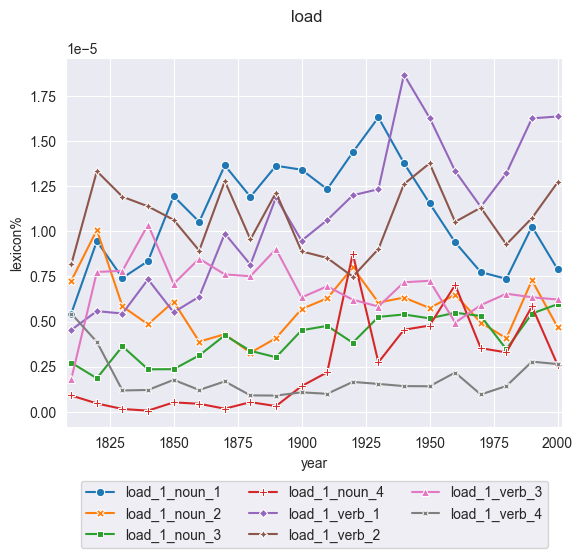 load
1e−5
1.75
1.50
1.25
1.00
0.75
0.50
0.25
0.00
lexicon%
1825 1850 1875 1900 1925 1950 1975 2000
year
load_1_noun_1 load_1_noun_4 load_1_verb_3
load_1_noun_2 load_1_verb_1 load_1_verb_4
load_1_noun_3 load_1_verb_2